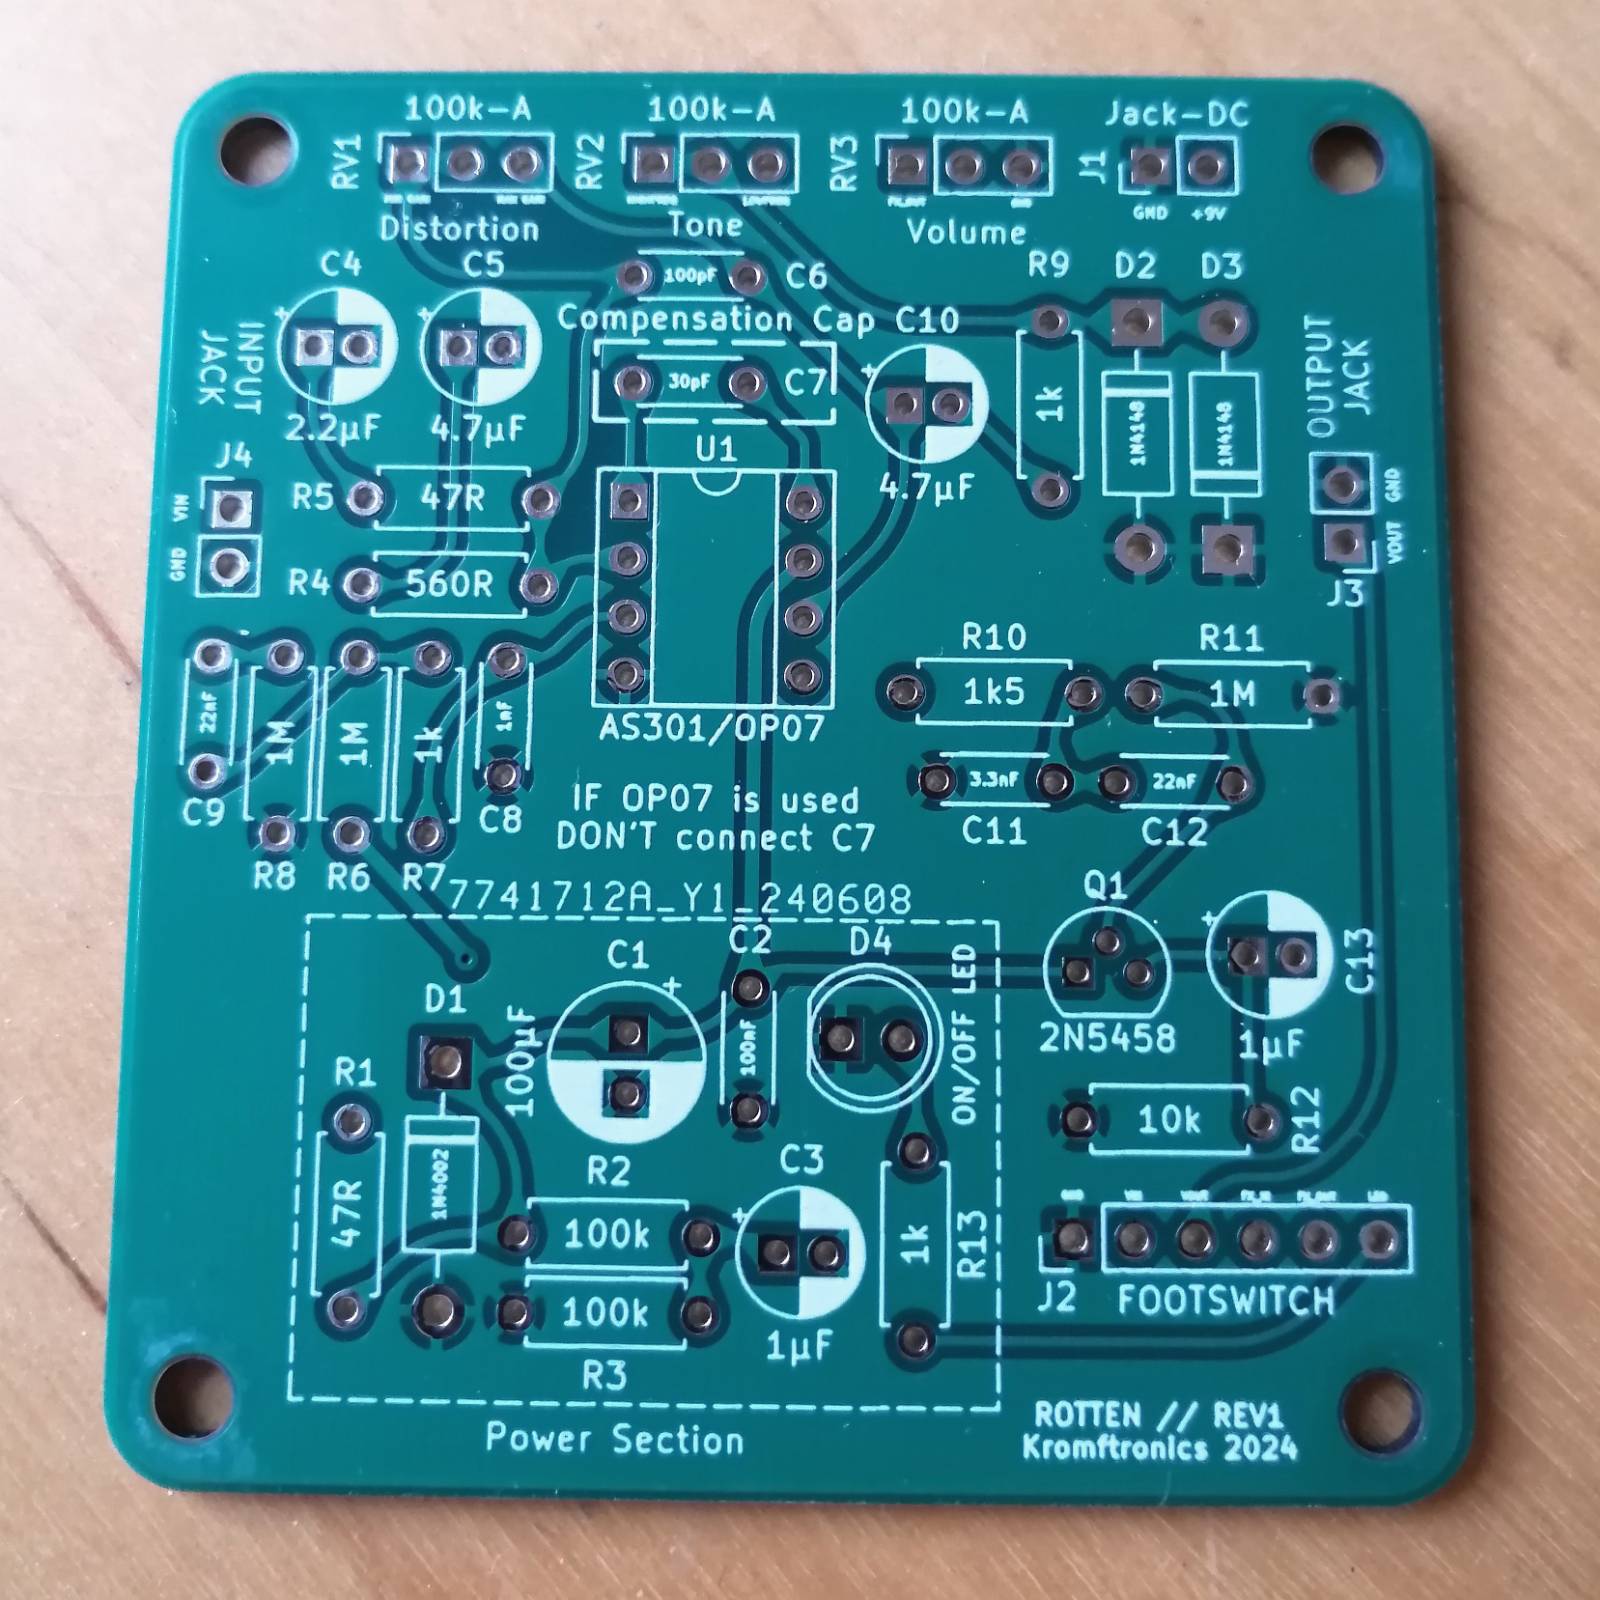 100k-A
100k-A
100k-A
Jack-DC
RV1
RV2
RV3
J1
GND
+9V
Distortion
Tone
Volume
C4
C5
100pF
C6
R9
D2
D3
INPUT
JACK
Compensation Cap
C10
OUTPUT
JACK
30pF
C7
1k
1N4148
1N4148
2.2µF
4.7µF
4.7µF
U1
J4
VIN
GND
R5
47R
GND
VOUT
J3
R4
560R
22nF
1M
1M
1k
1nF
R10
R11
1k5
1M
AS301/OP07
3.3nF
22nF
C9
C8
C11
C12
IF OP07 is used
DON'T connect C7
R8
R6
R7
7741712A_Y1_240608
Q1
C1
C2
D4
ON/OFF LED
C13
D1
100µF
100nF
2N5458
1µF
R1
47R
1N4002
R2
C3
10k
R12
100k
1k
R13
GND
VOUT
LED
100k
1µF
J2
FOOTSWITCH
R3
Power Section
ROTTEN // REV1
Kromftronics 2024